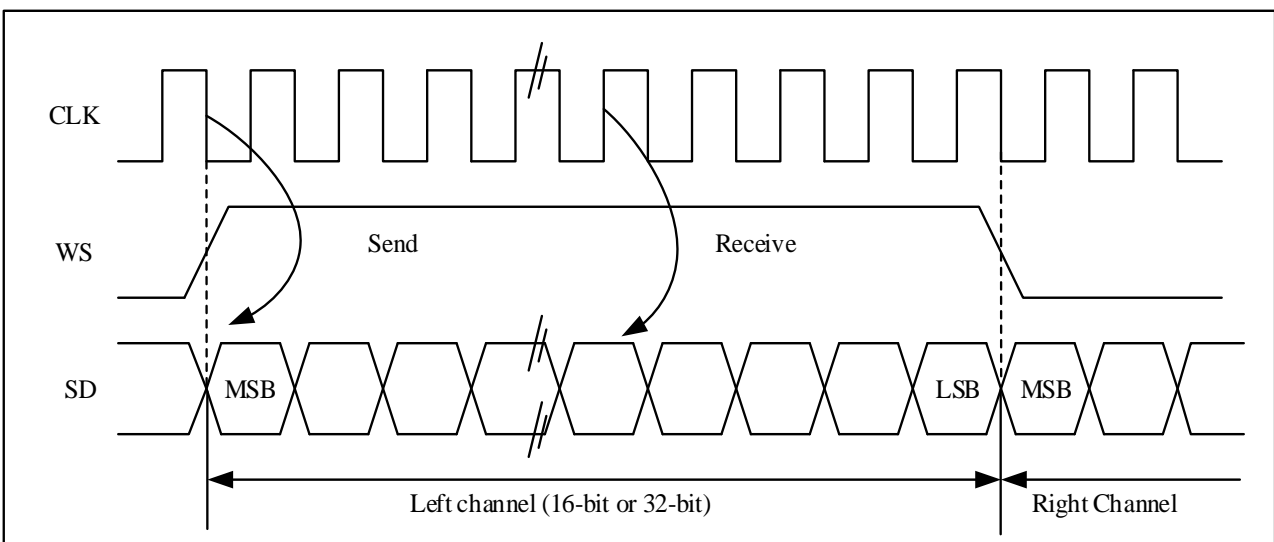 CLK
WS
Send
Receive
SD
MSB
LSB
MSB
Left channel (16-bit or 32-bit)
Right Channel